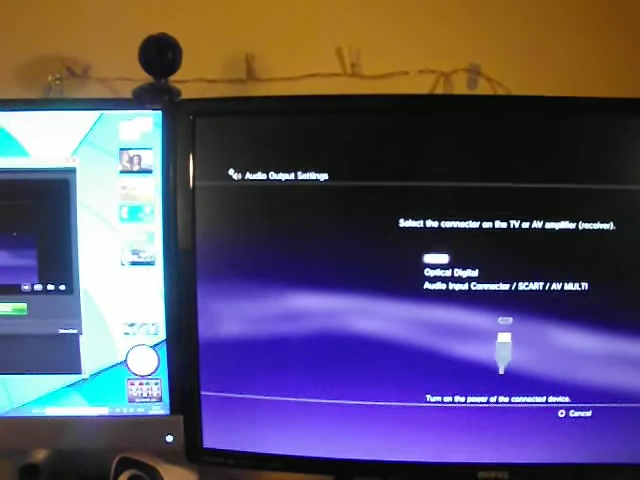 Audio Output Settings
Select the connector on the TV or AV amplifier (receiver).
Optical Digital
Audio Input Connector / SCART / AV MULTI
Turn on the power of the connected device.
Cancel
BenQ